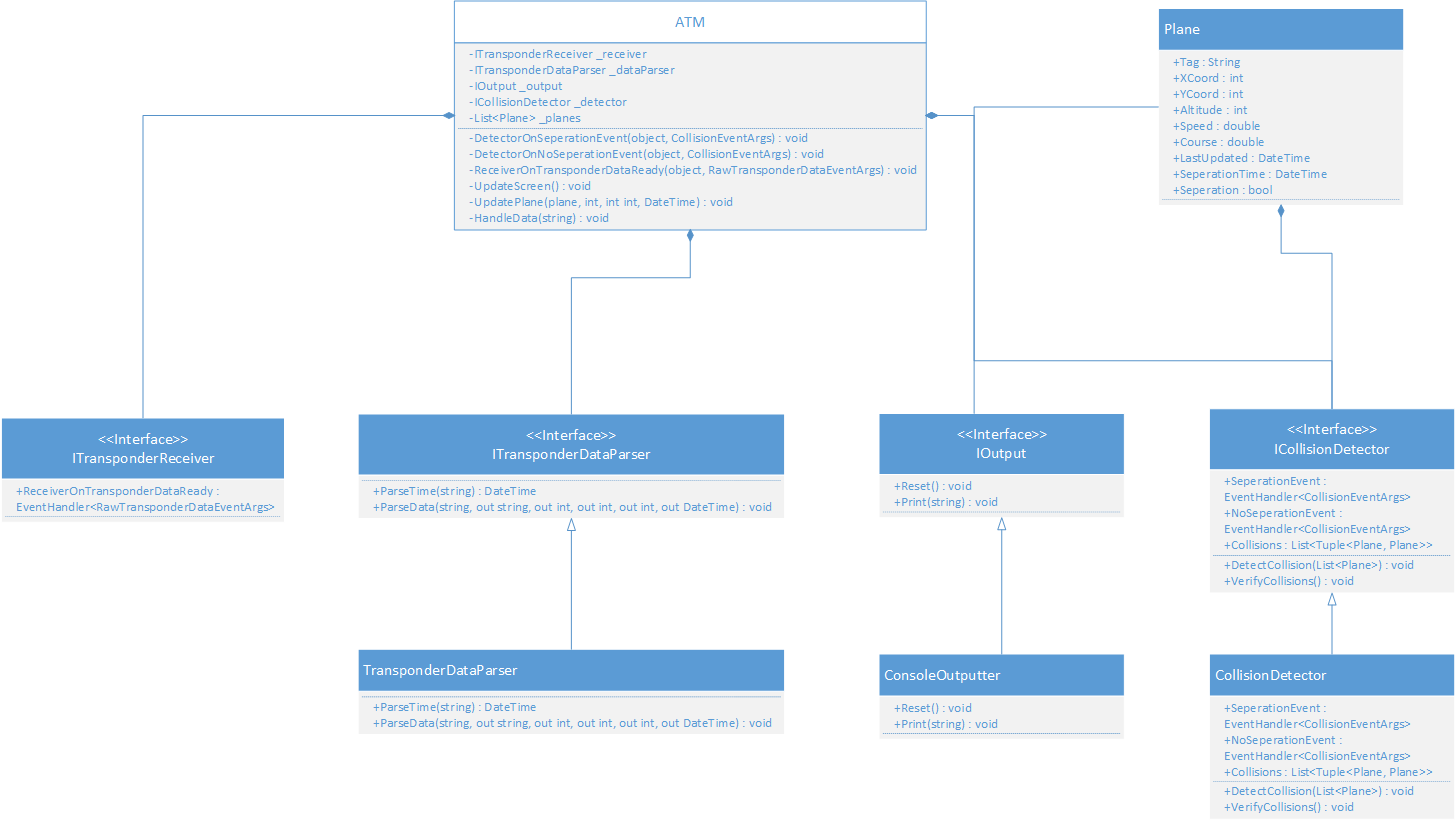 ATM
-ITransponderReceiver _receiver
-ITransponderDataParser _dataParser
-IOutput _output
-ICollisionDetector _detector
-List<Plane> _planes
-DetectorOnSeperationEvent(object, CollisionEventArgs) : void
-DetectorOnNoSeperationEvent(object, CollisionEventArgs) : void
-ReceiverOnTransponderDataReady(object, RawTransponderDataEventArgs) : void
-UpdateScreen() : void
-UpdatePlane(plane, int, int int, DateTime) : void
-HandleData(string) : void
Plane
+Tag : String
+XCoord : int
+YCoord : int
+Altitude : int
+Speed : double
+Course : double
+LastUpdated : DateTime
+SeperationTime : DateTime
+Seperation : bool
<<Interface>>
ITransponderReceiver
+ReceiverOnTransponderDataReady :
EventHandler<RawTransponderDataEventArgs>
<<Interface>>
ITransponderDataParser
+ParseTime(string) : DateTime
+ParseData(string, out string, out int, out int, out int, out DateTime) : void
<<Interface>>
IOutput
+Reset() : void
+Print(string) : void
<<Interface>>
ICollisionDetector
+SeperationEvent :
EventHandler<CollisionEventArgs>
+NoSeperationEvent :
EventHandler<CollisionEventArgs>
+Collisions : List<Tuple<Plane, Plane>>
+DetectCollision(List<Plane>) : void
+VerifyCollisions() : void
TransponderDataParser
+ParseTime(string) : DateTime
+ParseData(string, out string, out int, out int, out int, out DateTime) : void
ConsoleOutputter
+Reset() : void
+Print(string) : void
CollisionDetector
+SeperationEvent :
EventHandler<CollisionEventArgs>
+NoSeperationEvent :
EventHandler<CollisionEventArgs>
+Collisions : List<Tuple<Plane, Plane>>
+DetectCollision(List<Plane>) : void
+VerifyCollisions() : void